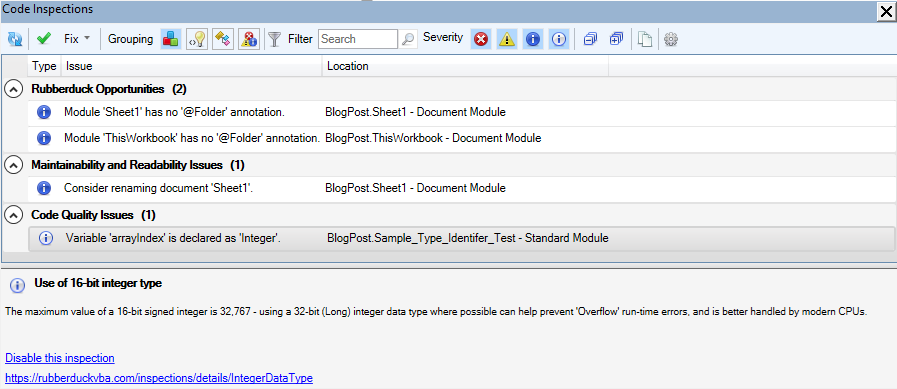 Code Inspections
Fix Grouping Filter Search Severity
Type Issue Location
Rubberduck Opportunities (2)
Module 'Sheet1' has no '@Folder' annotation. BlogPost.Sheet1 - Document Module
Module 'ThisWorkbook' has no '@Folder' annotation. BlogPost.ThisWorkbook - Document Module
Maintainability and Readability Issues (1)
Consider renaming document 'Sheet1'. BlogPost.Sheet1 - Document Module
Code Quality Issues (1)
Variable 'arrayIndex' is declared as 'Integer'. BlogPost.Sample_Type_Identifer_Test - Standard Module
Use of 16-bit integer type
The maximum value of a 16-bit signed integer is 32,767 - using a 32-bit (Long) integer data type where possible can help prevent 'Overflow' run-time errors, and is better handled by modern CPUs.
Disable this inspection
https://rubberduckvba.com/inspections/details/IntegerDataType